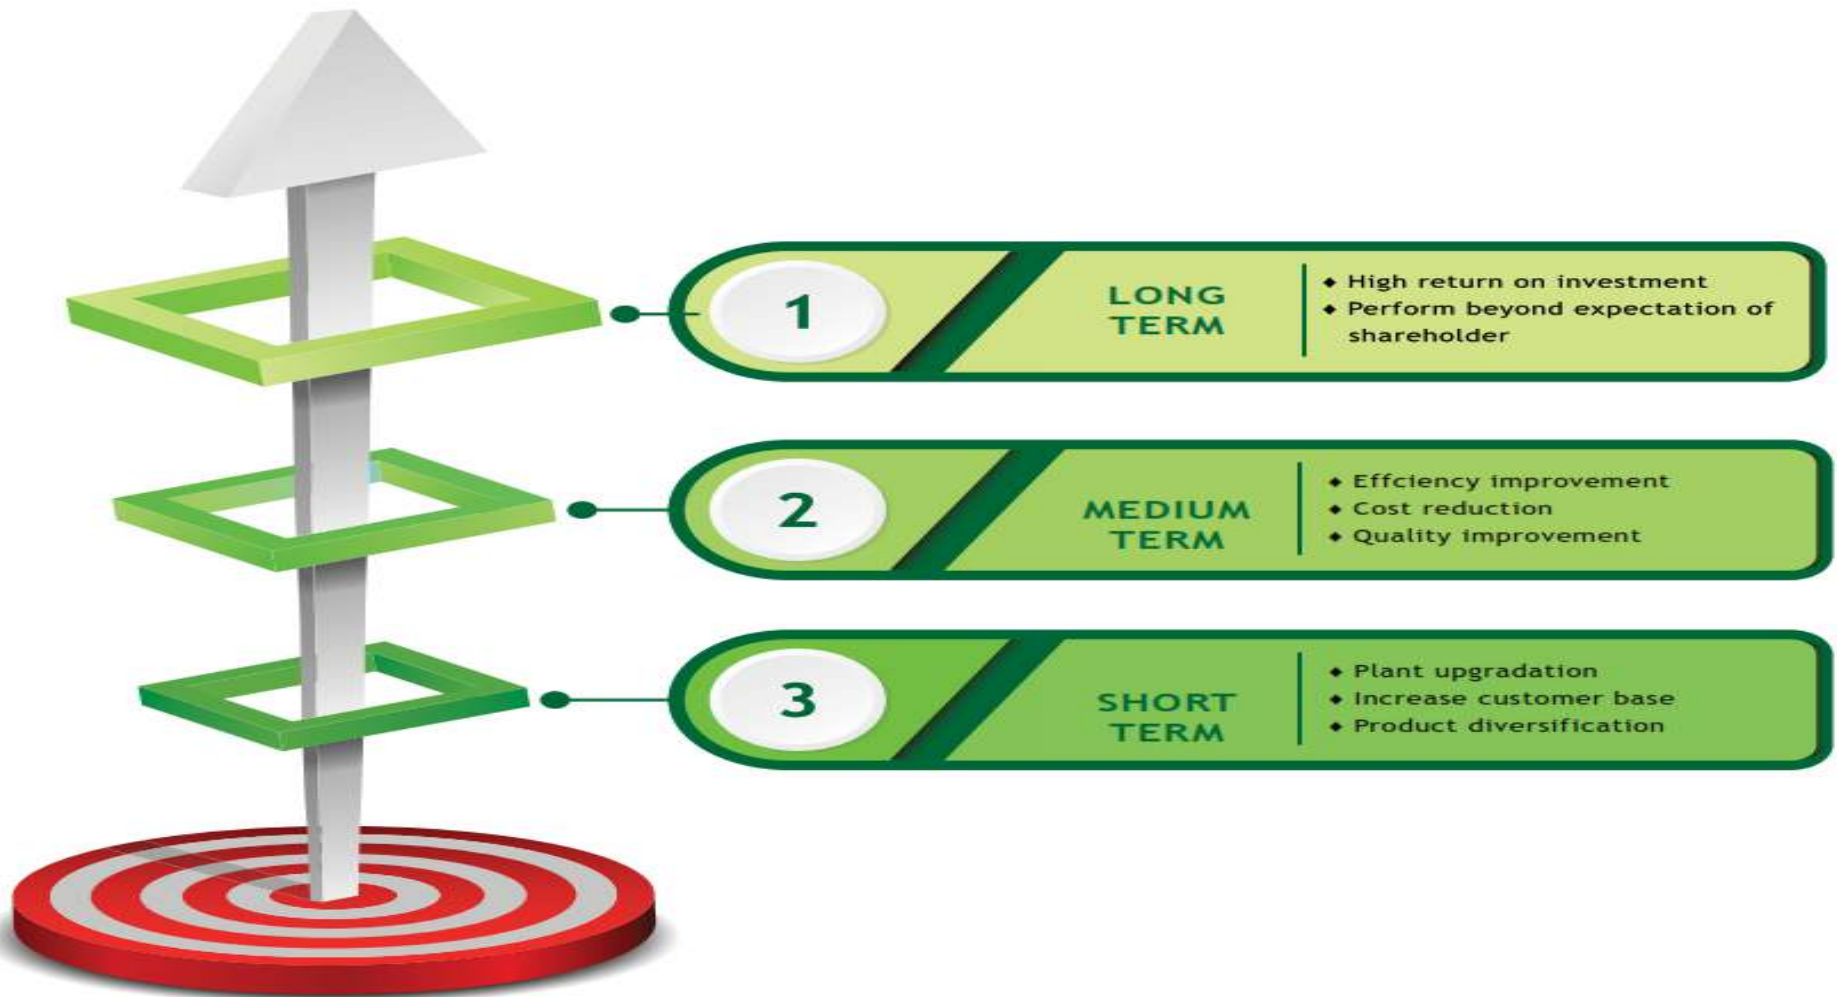 1
LONG
TERM
◆ High return on investment
◆ Perform beyond expectation of
shareholder
2
MEDIUM
TERM
◆ Effciency improvement
◆ Cost reduction
◆ Quality improvement
3
SHORT
TERM
◆ Plant upgradation
◆ Increase customer base
◆ Product diversification